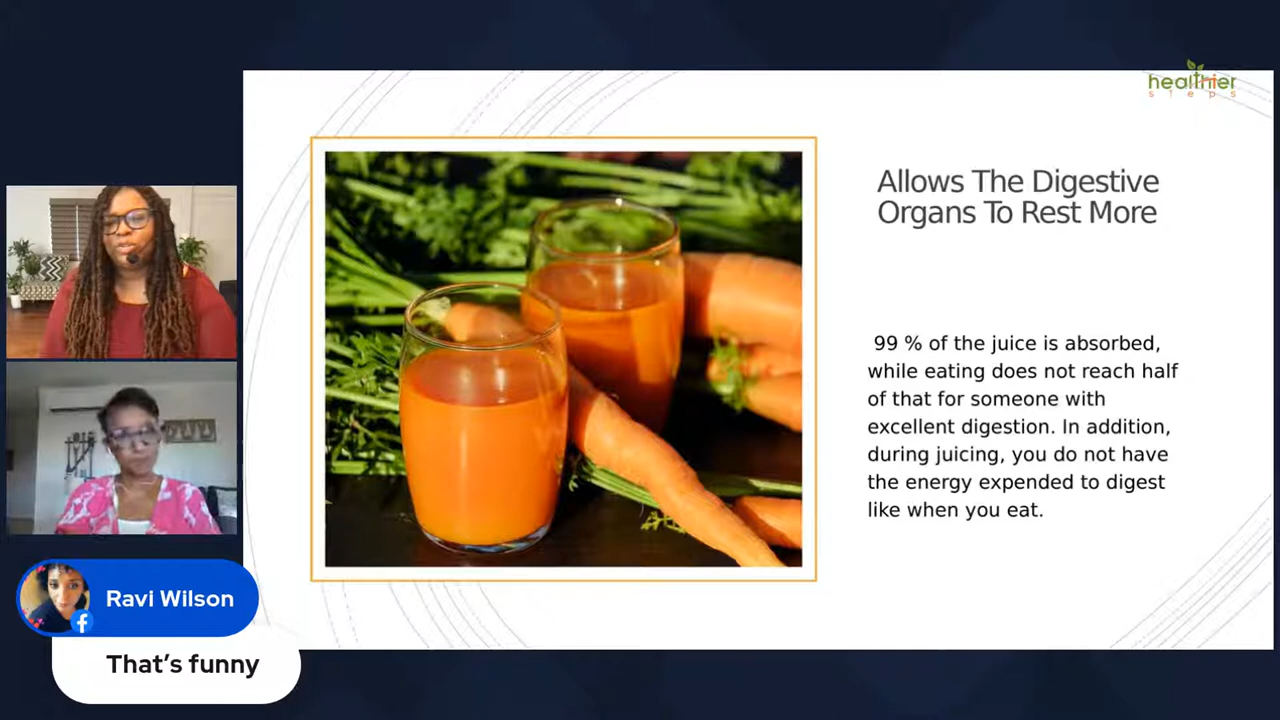 healthier
steps
Allows The Digestive
Organs To Rest More
99 % of the juice is absorbed,
while eating does not reach half
of that for someone with
excellent digestion. In addition,
during juicing, you do not have
the energy expended to digest
like when you eat.
Ravi Wilson
That’s funny